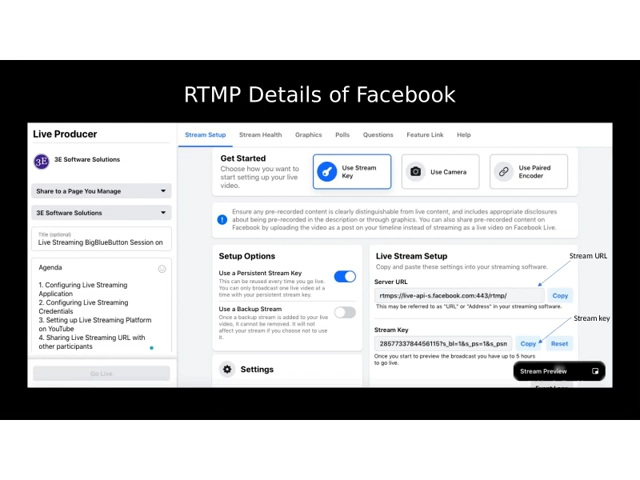 RTMP Details of Facebook
Live Producer
3E
3E Software Solutions
Share to a Page You Manage
3E Software Solutions
Title (optional)
Live Streaming BigBlueButton Session on
Agenda
1. Configuring Live Streaming
Application
2. Configuring Live Streaming
Credentials
3. Setting up Live Streaming Platform
on YouTube
4. Sharing Live Streaming URL with
other participants
Go Live
Stream Setup
Stream Health
Graphics
Polls
Questions
Feature Link
Help
Get Started
Choose how you want to
start setting up your live
video.
Use Stream
Key
Use Camera
Use Paired
Encoder
Ensure any pre-recorded content is clearly distinguishable from live content, and includes appropriate disclosures
about being pre-recorded in the description or through graphics. You can also share pre-recorded content on
Facebook by uploading the video as a post on your timeline instead of streaming as a live video on Facebook Live.
Setup Options
Use a Persistent Stream Key
This can be reused every time you go live.
You can only broadcast one live video at a
time with your persistent stream key.
Use a Backup Stream
Once a backup stream is added to your live
video, it cannot be removed. It will not
affect your stream if you choose not to use
it.
Settings
Live Stream Setup
Copy and paste these settings into your streaming software.
Server URL
rtmps://live-api-s.facebook.com:443/rtmp/
Copy
This may be referred to as "URL" or "Address" in your streaming software.
Stream Key
2857733784456115?s_bl=1&s_ps=1&s_psn
Copy
Reset
Once you start to preview the broadcast you have up to 5 hours
to go live.
Stream URL
Stream key
Stream Preview